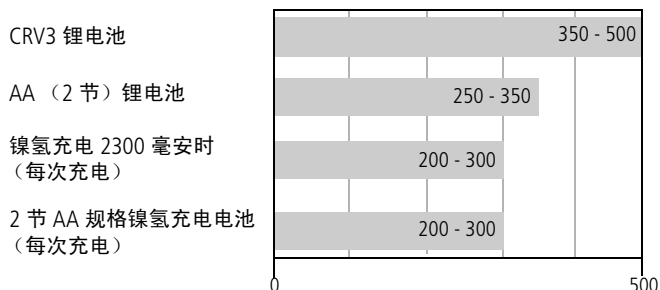 CRV3 锂电池
350 - 500
AA （2 节）锂电池
250 - 350
镍氢充电 2300 毫安时
（每次充电）
200 - 300
2 节 AA 规格镍氢充电电池
（每次充电）
200 - 300
0
500